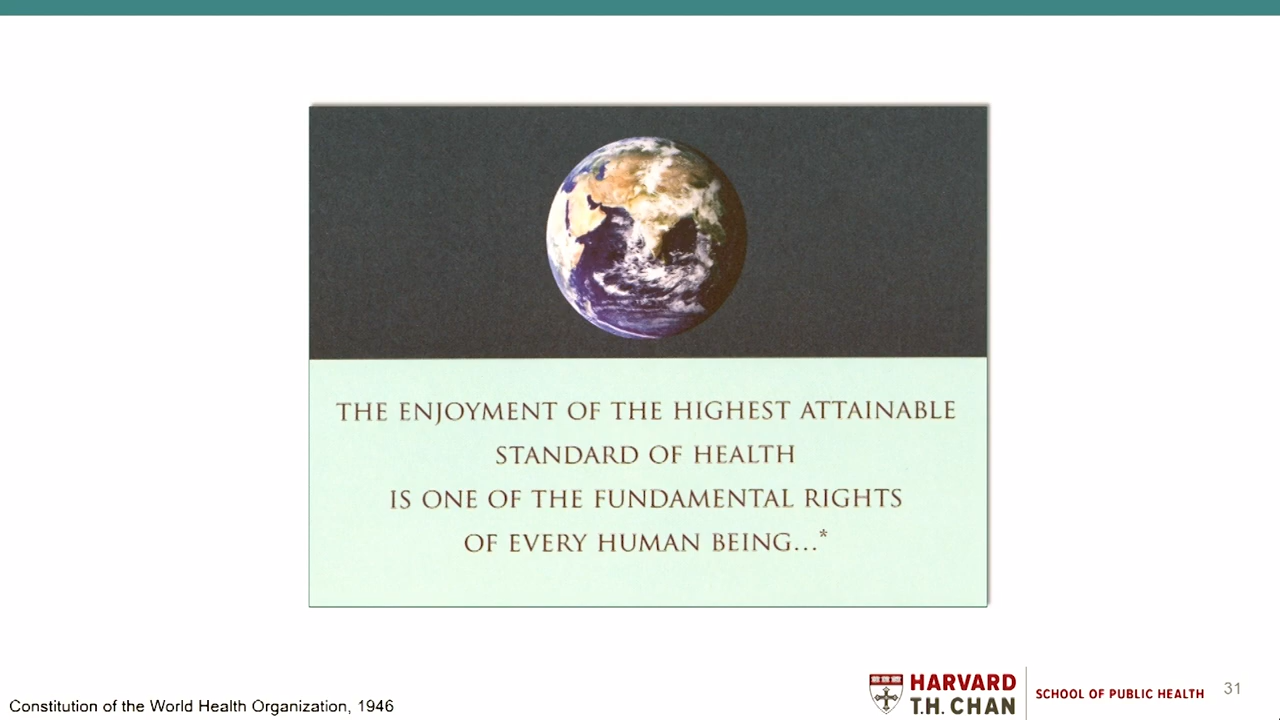 THE ENJOYMENT OF THE HIGHEST ATTAINABLE
STANDARD OF HEALTH
IS ONE OF THE FUNDAMENTAL RIGHTS
OF EVERY HUMAN BEING...*
Constitution of the World Health Organization, 1946
HARVARD
T.H. CHAN
SCHOOL OF PUBLIC HEALTH
31